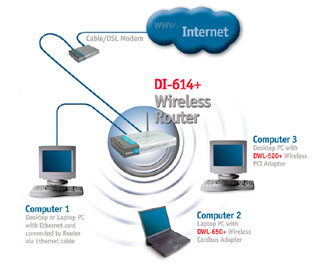 www.
Internet
Cable/DSL Modem
DI-614+
Wireless
Router
Computer 3
Desktop PC with
DWL-520+ Wireless
PCI Adapter
Computer 1
Desktop or Laptop PC
with Ethernet card
connected to Router
via Ethernet cable
Computer 2
Laptop PC with
DWL-650+ Wireless
Cardbus Adapter